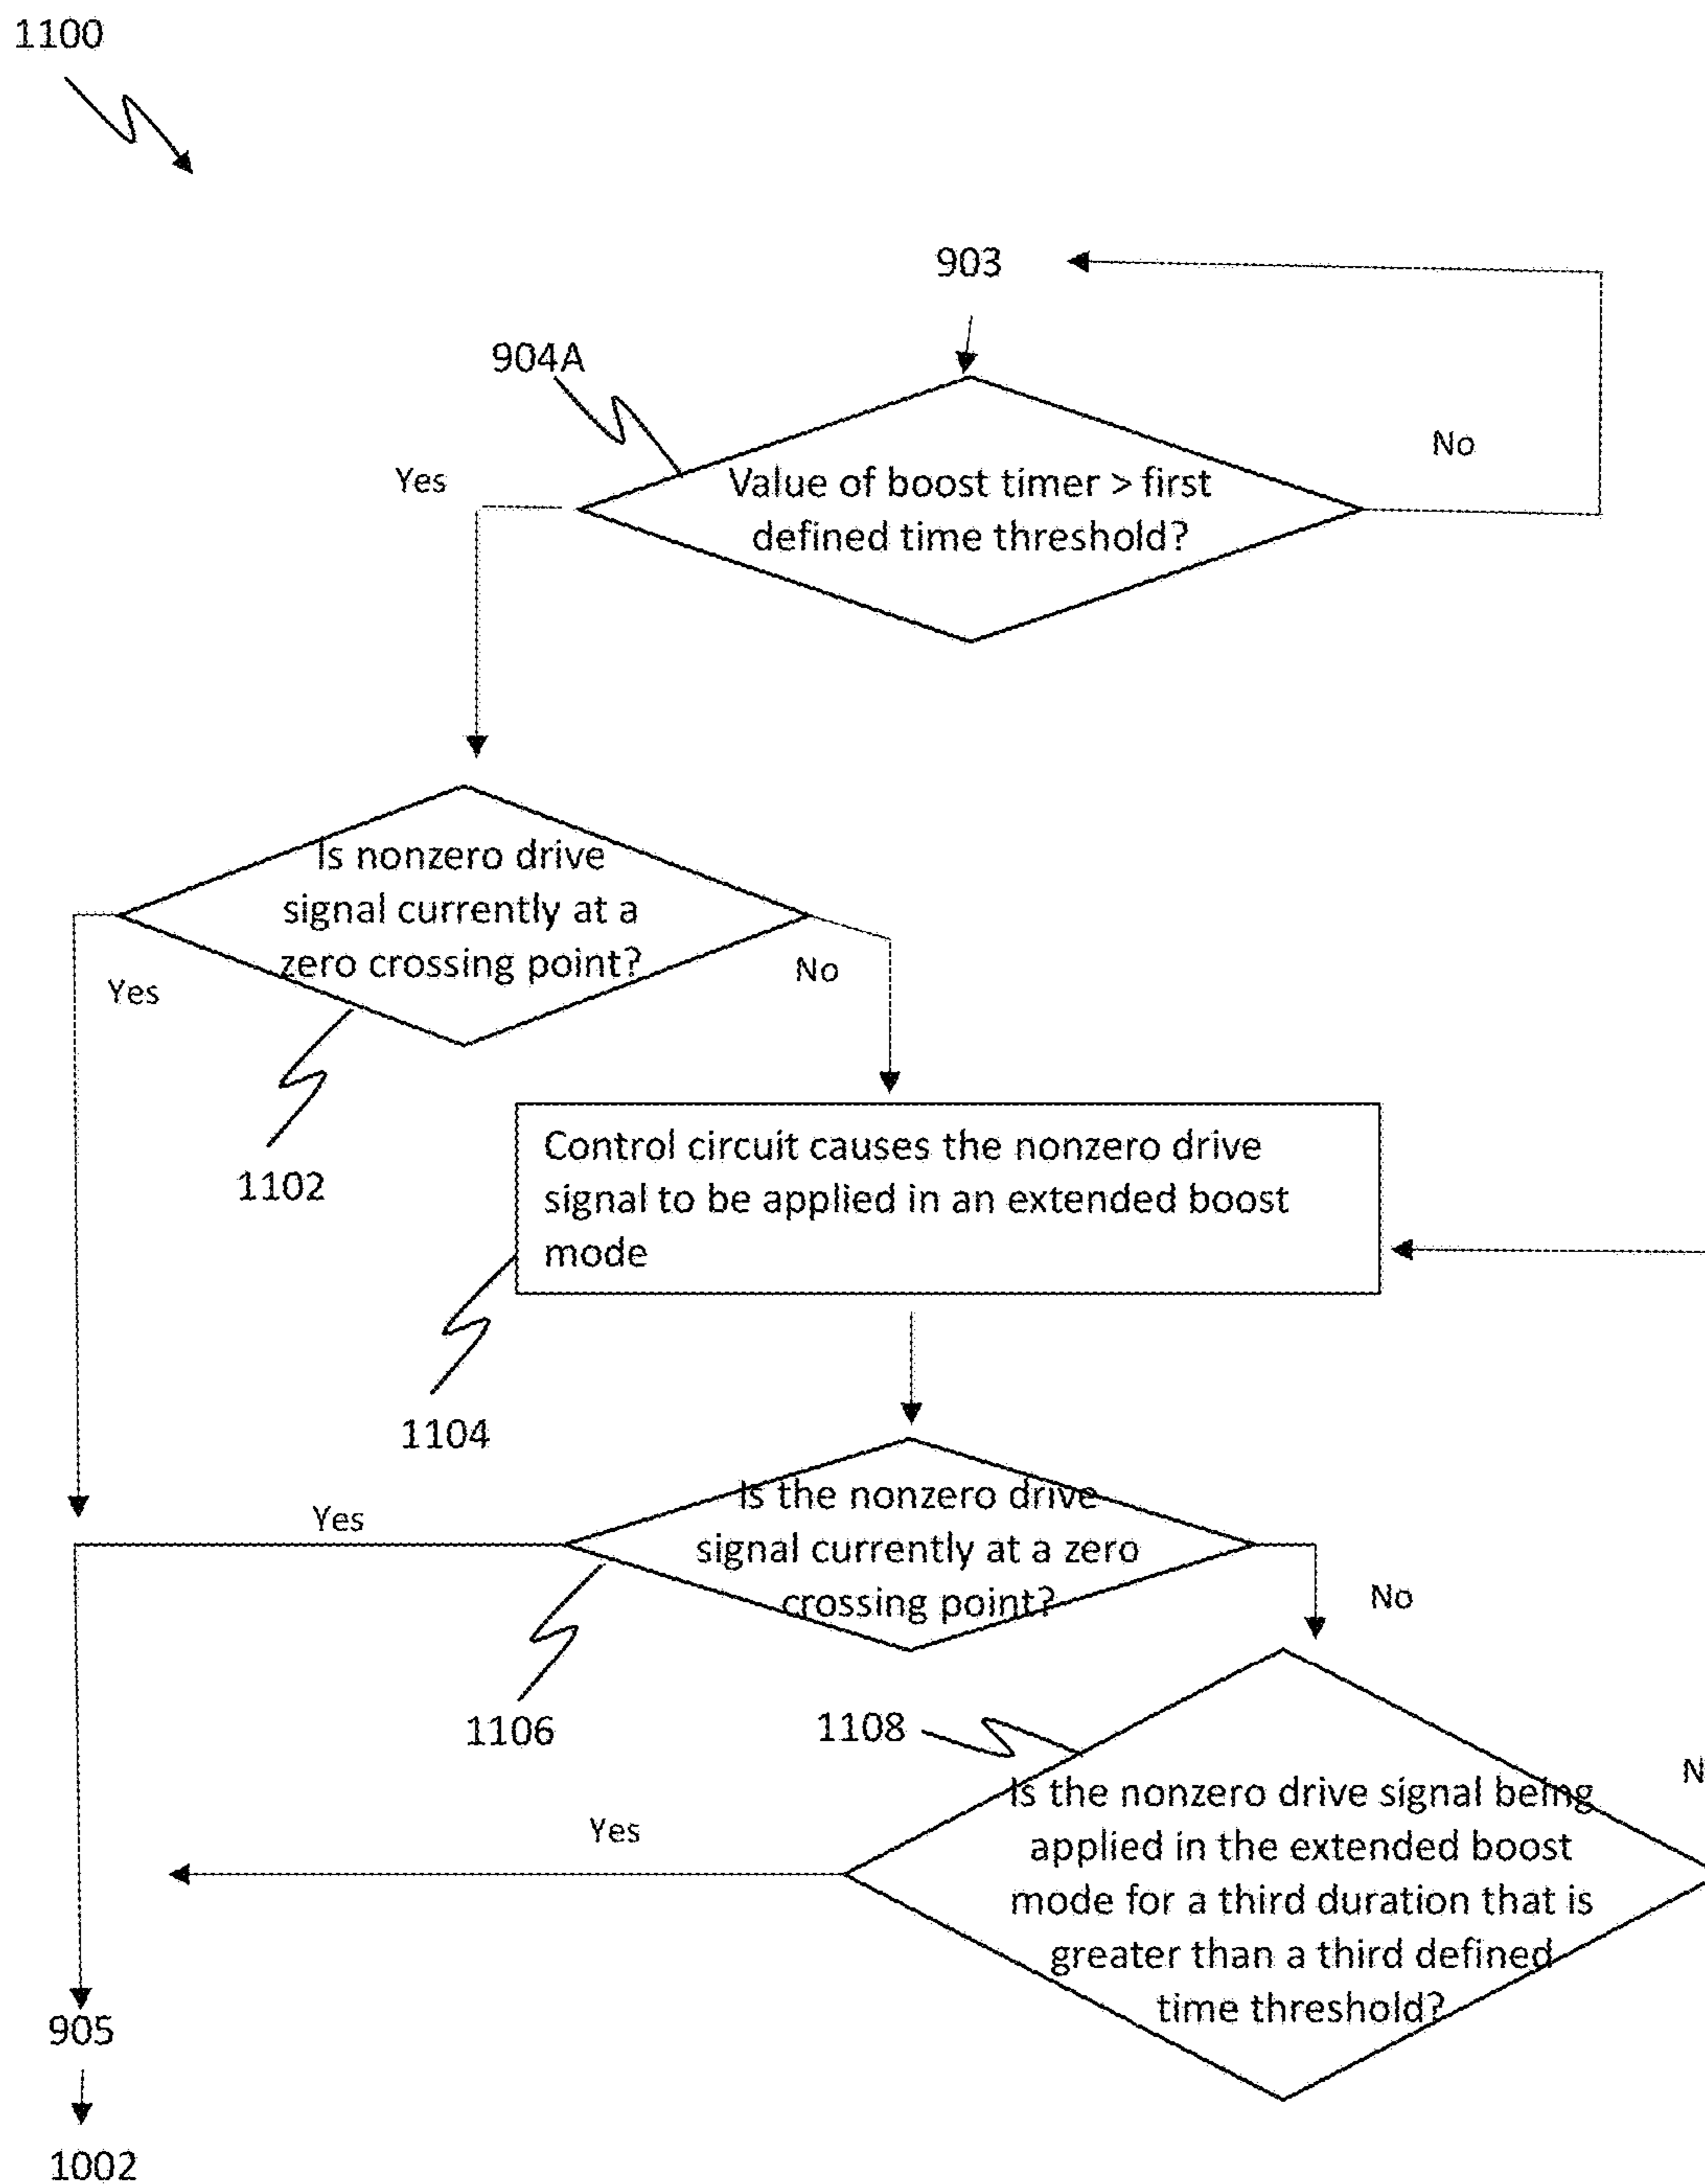 1100
903
904A
No
Yes
Value of boost timer > first
defined time threshold?
Is nonzero drive
signal currently at a
zero crossing point?
Yes
No
1102
Control circuit causes the nonzero drive
signal to be applied in an extended boost
mode
1104
Yes
Is the nonzero drive
signal currently at a zero
crossing point?
No
1106
1108
Is the nonzero drive signal being
applied in the extended boost
mode for a third duration that is
greater than a third defined
time threshold?
Yes
905
1002